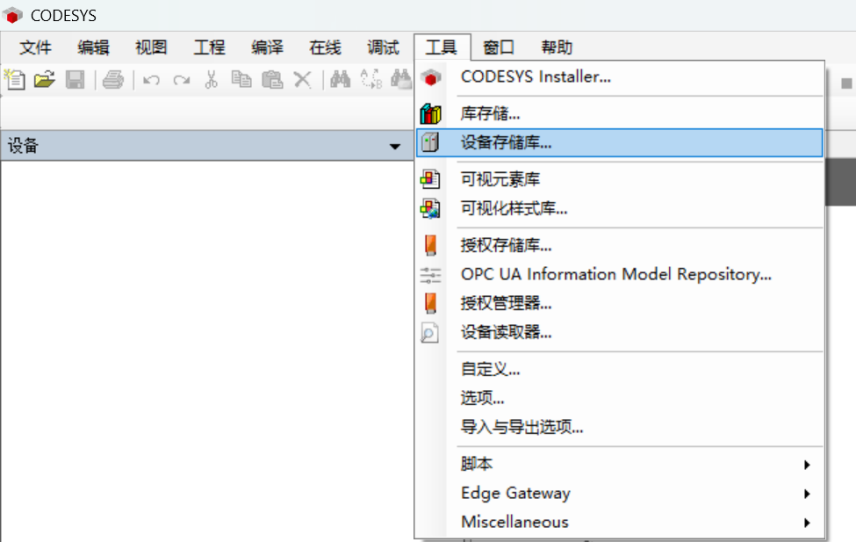 CODESYS
文件 编辑 视图 工程 编译 在线 调试 工具 窗口 帮助
设备
CODESYS Installer...
库存储...
设备存储库...
可视元素库
可视化样式库...
授权存储库...
OPC UA Information Model Repository...
授权管理器...
设备读取器...
自定义...
选项...
导入与导出选项...
脚本
Edge Gateway
Miscellaneous